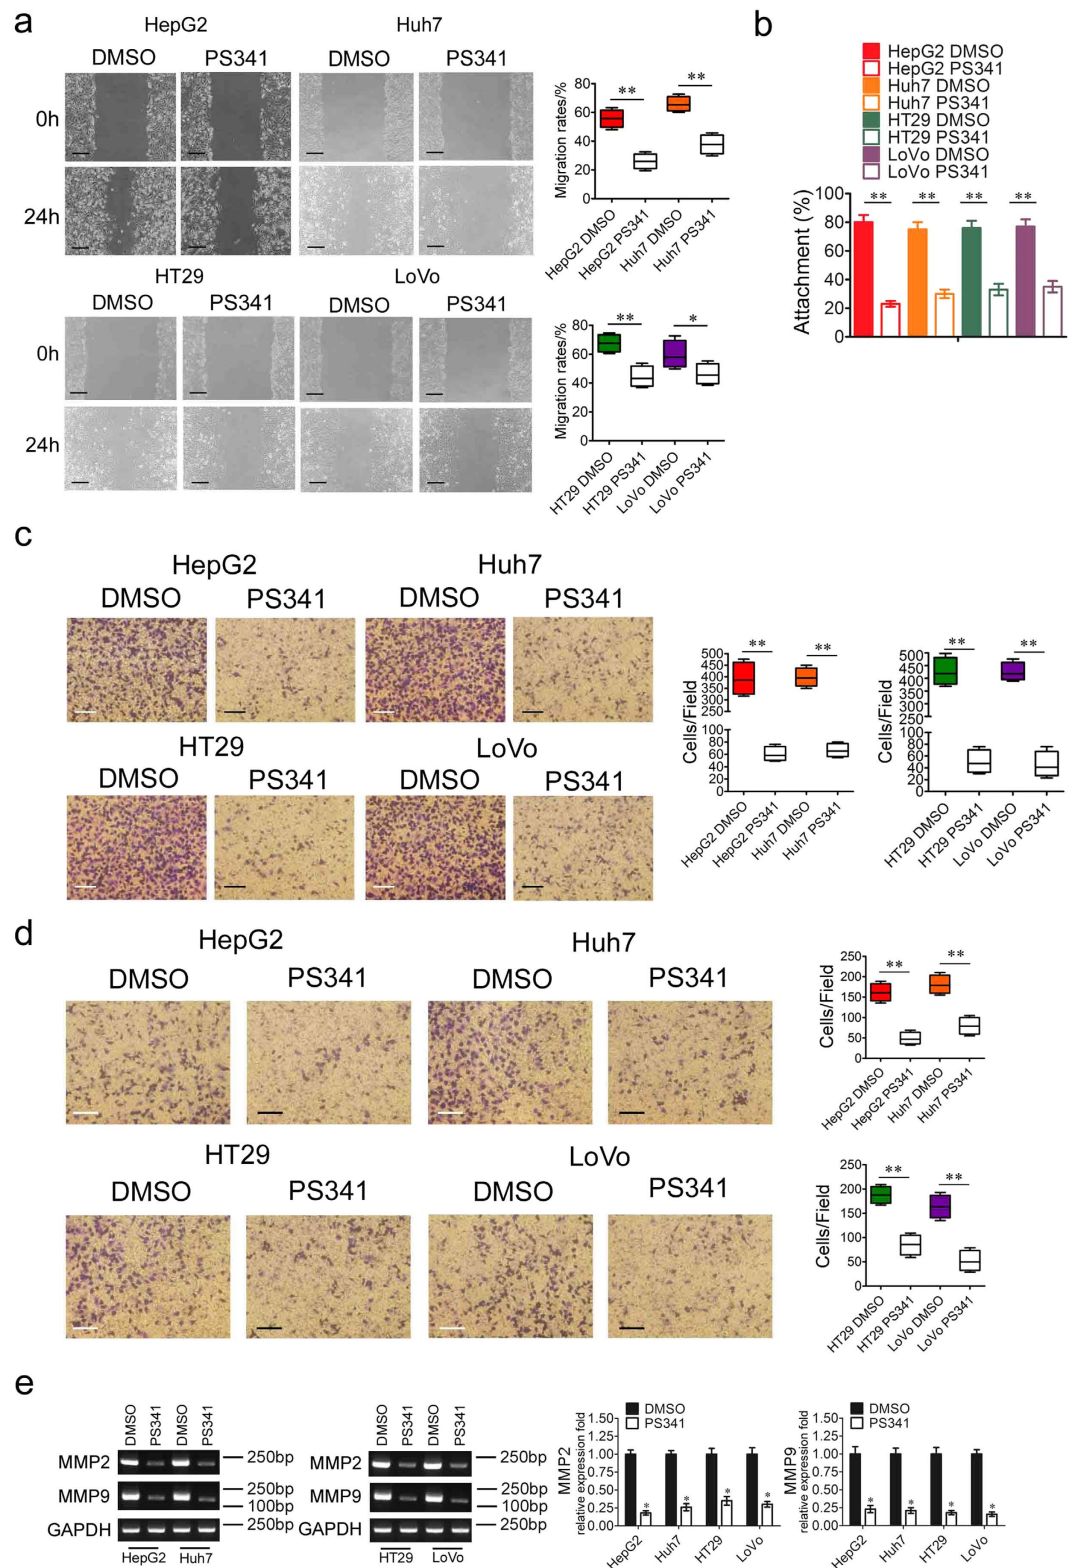 a
HepG2
Huh7
DMSO
PS341
DMSO
PS341
0h
24h
80
60
40
20
0
Migration rates/%
**
**
HepG2 DMSO
HepG2 PS341
Huh7 DMSO
Huh7 PS341
HT29
LoVo
DMSO
PS341
DMSO
PS341
0h
24h
80
60
40
20
0
Migration rates/%
**
*
HT29 DMSO
HT29 PS341
LoVo DMSO
LoVo PS341
b
HepG2 DMSO
HepG2 PS341
Huh7 DMSO
Huh7 PS341
HT29 DMSO
HT29 PS341
LoVo DMSO
LoVo PS341
100
80
60
40
20
0
Attachment (%)
**
**
**
**
c
HepG2
Huh7
DMSO
PS341
DMSO
PS341
HT29
LoVo
DMSO
PS341
DMSO
PS341
500
450
400
350
300
250
100
80
60
40
20
0
Cells/Field
**
**
HepG2 DMSO
HepG2 PS341
Huh7 DMSO
Huh7 PS341
500
450
400
350
300
250
100
80
60
40
20
0
Cells/Field
**
**
HT29 DMSO
HT29 PS341
LoVo DMSO
LoVo PS341
d
HepG2
Huh7
DMSO
PS341
DMSO
PS341
HT29
LoVo
DMSO
PS341
DMSO
PS341
250
200
150
100
50
0
Cells/Field
**
**
HepG2 DMSO
HepG2 PS341
Huh7 DMSO
Huh7 PS341
250
200
150
100
50
0
Cells/Field
**
**
HT29 DMSO
HT29 PS341
LoVo DMSO
LoVo PS341
e
DMSO
PS341
DMSO
PS341
MMP2
250bp
MMP9
250bp
100bp
GAPDH
250bp
HepG2
Huh7
DMSO
PS341
DMSO
PS341
MMP2
250bp
MMP9
250bp
100bp
GAPDH
250bp
HT29
LoVo
DMSO
PS341
1.50
1.25
1.00
0.75
0.50
0.25
0.00
MMP2
relative expression fold
*
*
*
*
HepG2
Huh7
HT29
LoVo
DMSO
PS341
1.50
1.25
1.00
0.75
0.50
0.25
0.00
MMP9
relative expression fold
*
*
*
*
HepG2
Huh7
HT29
LoVo